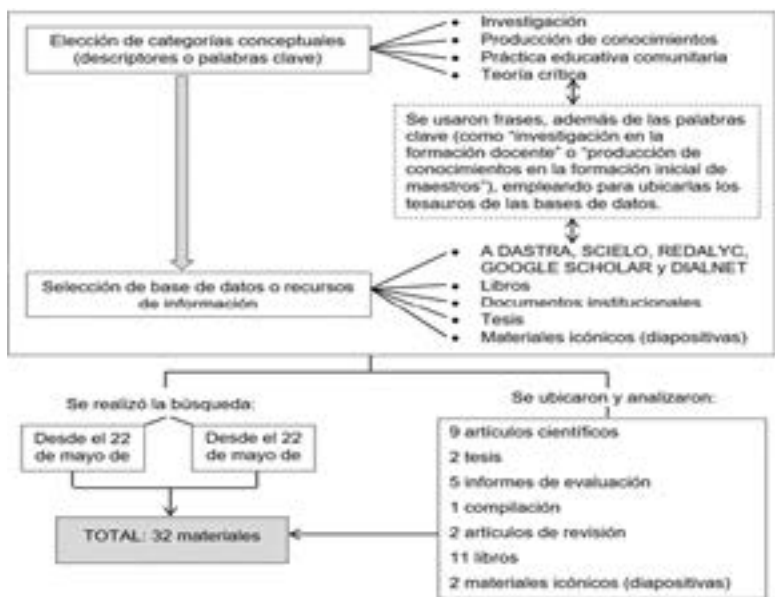 Elección de categorías conceptuales
(descriptores o palabras clave)
• Investigación
• Producción de conocimientos
• Práctica educativa comunitaria
• Teoría crítica
Se usaron frases, además de las palabras
clave (como "investigación en la
formación docente" o "producción de
conocimientos en la formación inicial de
maestros"), empleando para ubicarlas los
tesauros de las bases de datos.
Selección de base de datos o recursos
de información
• A DASTRA, SCIELO, REDALYC,
GOOGLE SCHOLAR y DIALNET
• Libros
• Documentos institucionales
• Tesis
• Materiales icónicos (diapositivas)
Se realizó la búsqueda:
Desde el 22
de mayo de
Desde el 22
de mayo de
TOTAL: 32 materiales
Se ubicaron y analizaron:
9 artículos científicos
2 tesis
5 informes de evaluación
1 compilación
2 artículos de revisión
11 libros
2 materiales icónicos (diapositivas)